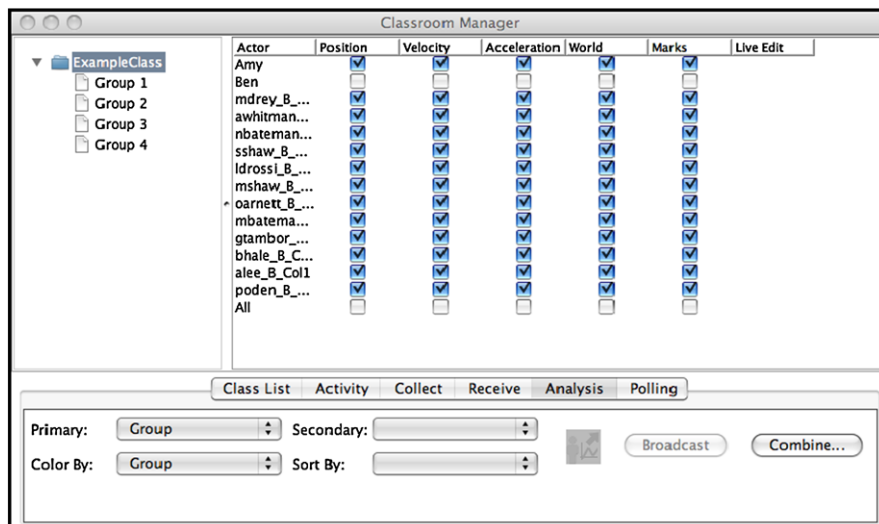 Classroom Manager
ExampleClass
Group 1
Group 2
Group 3
Group 4
Actor Position Velocity Acceleration World Marks Live Edit
Amy
Ben
mdrey_B_...
awhitman...
nbateman...
sshaw_B_...
ldrossi_B_...
mshaw_B_...
oarnett_B_...
mbatema...
gtambor_...
bhale_B_C...
alee_B_Col1
poden_B_...
All
Class List Activity Collect Receive Analysis Polling
Primary: Group Secondary: Broadcast Combine...
Color By: Group Sort By: